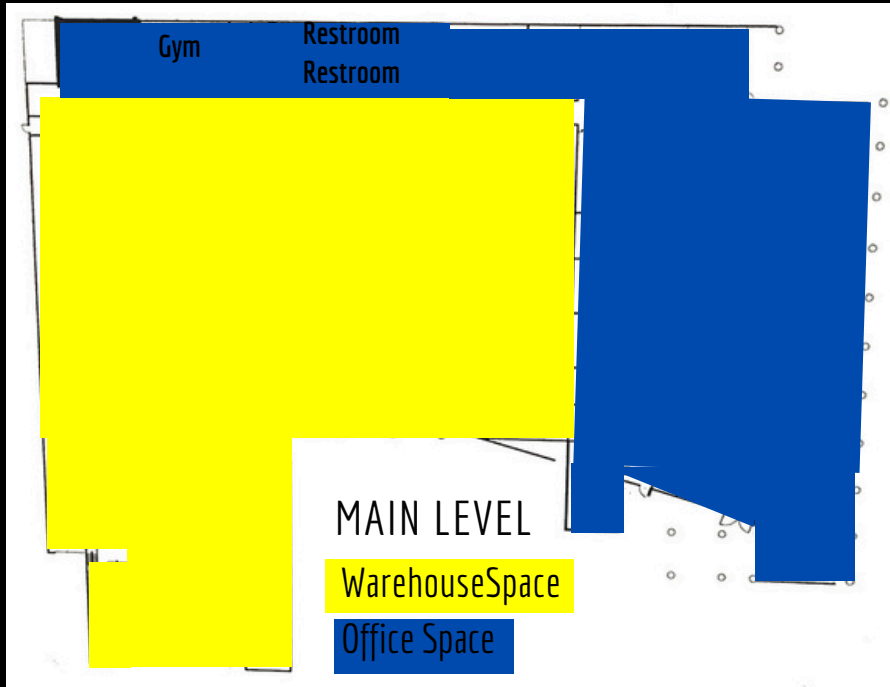 Gym
Restroom
Restroom
MAIN LEVEL
WarehouseSpace
Office Space